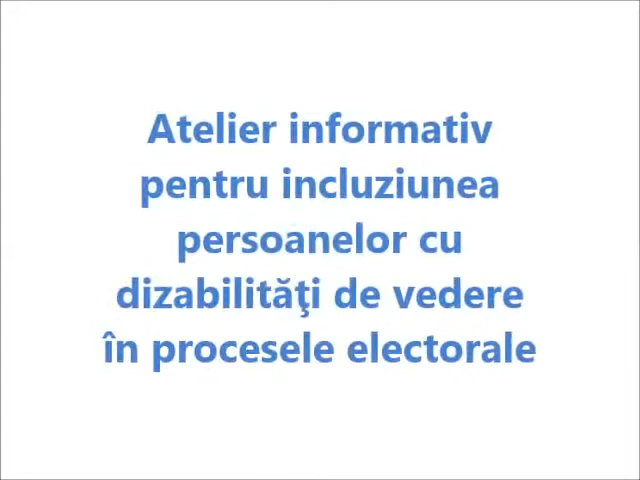 Atelier informativ
pentru incluziunea
persoanelor cu
dizabilităţi de vedere
în procesele electorale